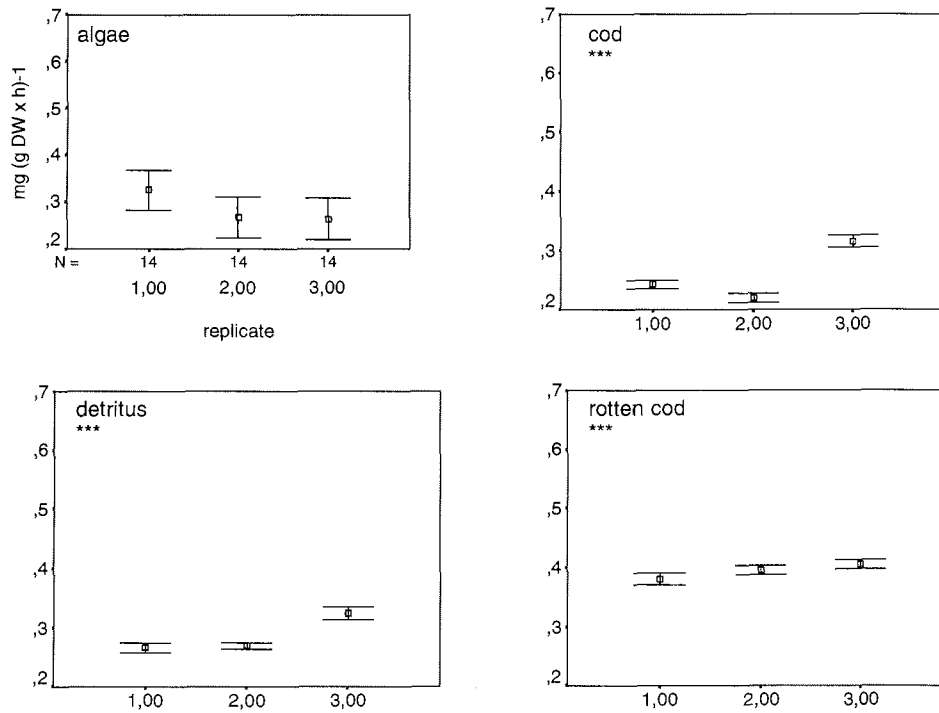 algae
mg (g DW x h)-1
,7
,6
,5
,4
,3
,2
N = 14 14 14
1,00 2,00 3,00
replicate
cod
***
,7
,6
,5
,4
,3
,2
1,00 2,00 3,00
detritus
***
,7
,6
,5
,4
,3
,2
1,00 2,00 3,00
rotten cod
***
,7
,6
,5
,4
,3
,2
1,00 2,00 3,00